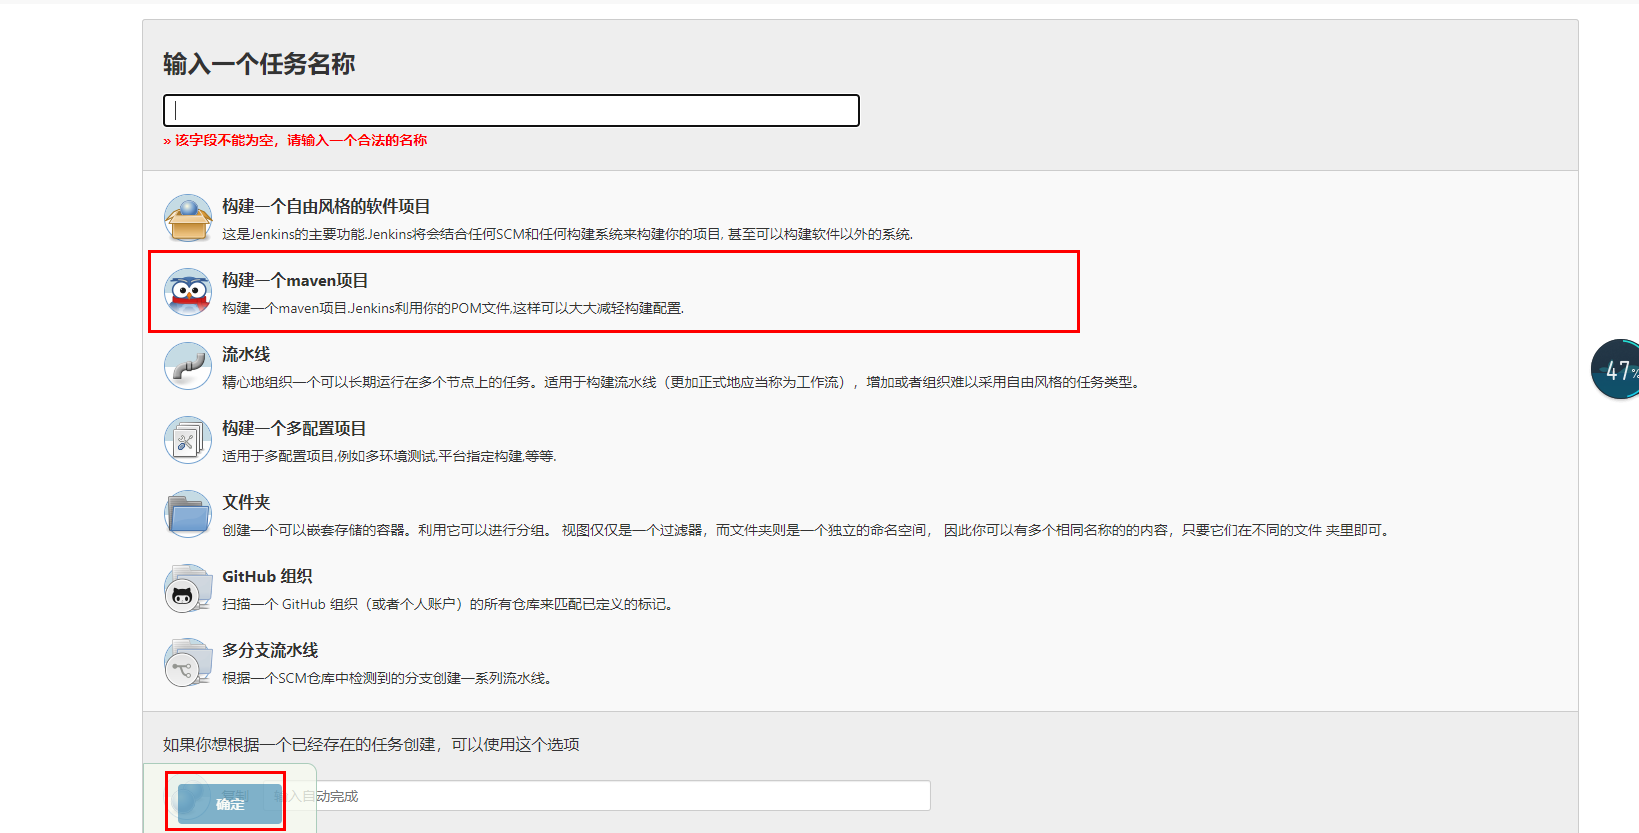 输入一个任务名称
» 该字段不能为空，请输入一个合法的名称
构建一个自由风格的软件项目
这是Jenkins的主要功能.Jenkins将会结合任何SCM和任何构建系统来构建你的项目, 甚至可以构建软件以外的系统.
构建一个maven项目
构建一个maven项目.Jenkins利用你的POM文件,这样可以大大减轻构建配置.
流水线
精心地组织一个可以长期运行在多个节点上的任务。适用于构建流水线（更加正式地应当称为工作流），增加或者组织难以采用自由风格的任务类型。
构建一个多配置项目
适用于多配置项目,例如多环境测试,平台指定构建,等等.
文件夹
创建一个可以嵌套存储的容器。利用它可以进行分组。 视图仅仅是一个过滤器，而文件夹则是一个独立的命名空间， 因此你可以有多个相同名称的的内容，只要它们在不同的文件 夹里即可。
GitHub 组织
扫描一个 GitHub 组织（或者个人账户）的所有仓库来匹配已定义的标记。
多分支流水线
根据一个SCM仓库中检测到的分支创建一系列流水线。
如果你想根据一个已经存在的任务创建，可以使用这个选项
复制 输入自动完成
确定
47%